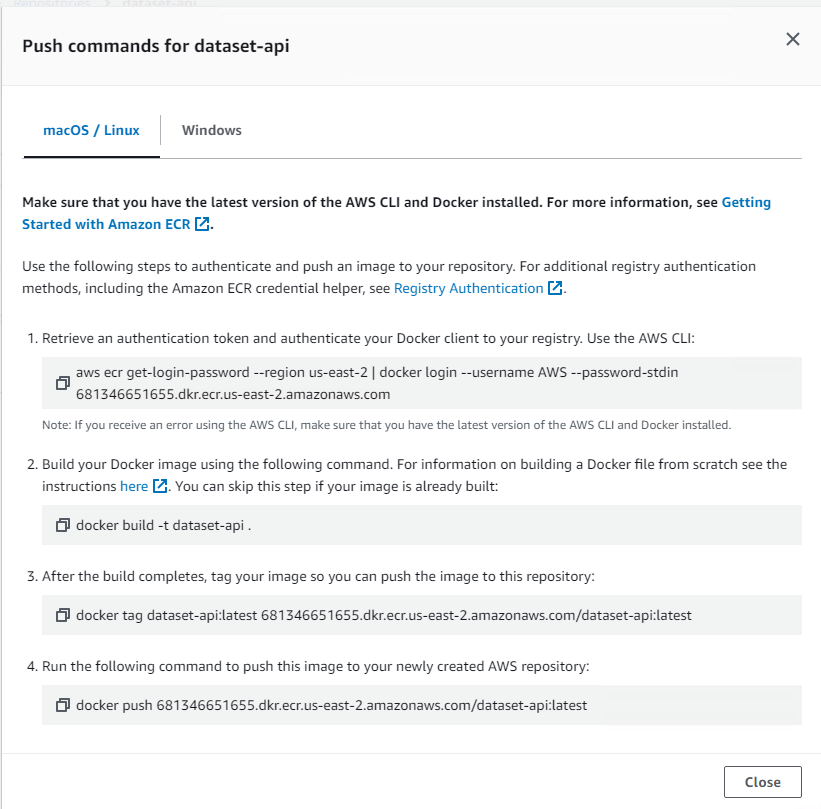 Repositories > dataset-api
Push commands for dataset-api
macOS / Linux
Windows
Make sure that you have the latest version of the AWS CLI and Docker installed. For more information, see Getting
Started with Amazon ECR.
Use the following steps to authenticate and push an image to your repository. For additional registry authentication
methods, including the Amazon ECR credential helper, see Registry Authentication.
1. Retrieve an authentication token and authenticate your Docker client to your registry. Use the AWS CLI:
aws ecr get-login-password --region us-east-2 | docker login --username AWS --password-stdin
681346651655.dkr.ecr.us-east-2.amazonaws.com
Note: If you receive an error using the AWS CLI, make sure that you have the latest version of the AWS CLI and Docker installed.
2. Build your Docker image using the following command. For information on building a Docker file from scratch see the
instructions here. You can skip this step if your image is already built:
docker build -t dataset-api .
3. After the build completes, tag your image so you can push the image to this repository:
docker tag dataset-api:latest 681346651655.dkr.ecr.us-east-2.amazonaws.com/dataset-api:latest
4. Run the following command to push this image to your newly created AWS repository:
docker push 681346651655.dkr.ecr.us-east-2.amazonaws.com/dataset-api:latest
Close